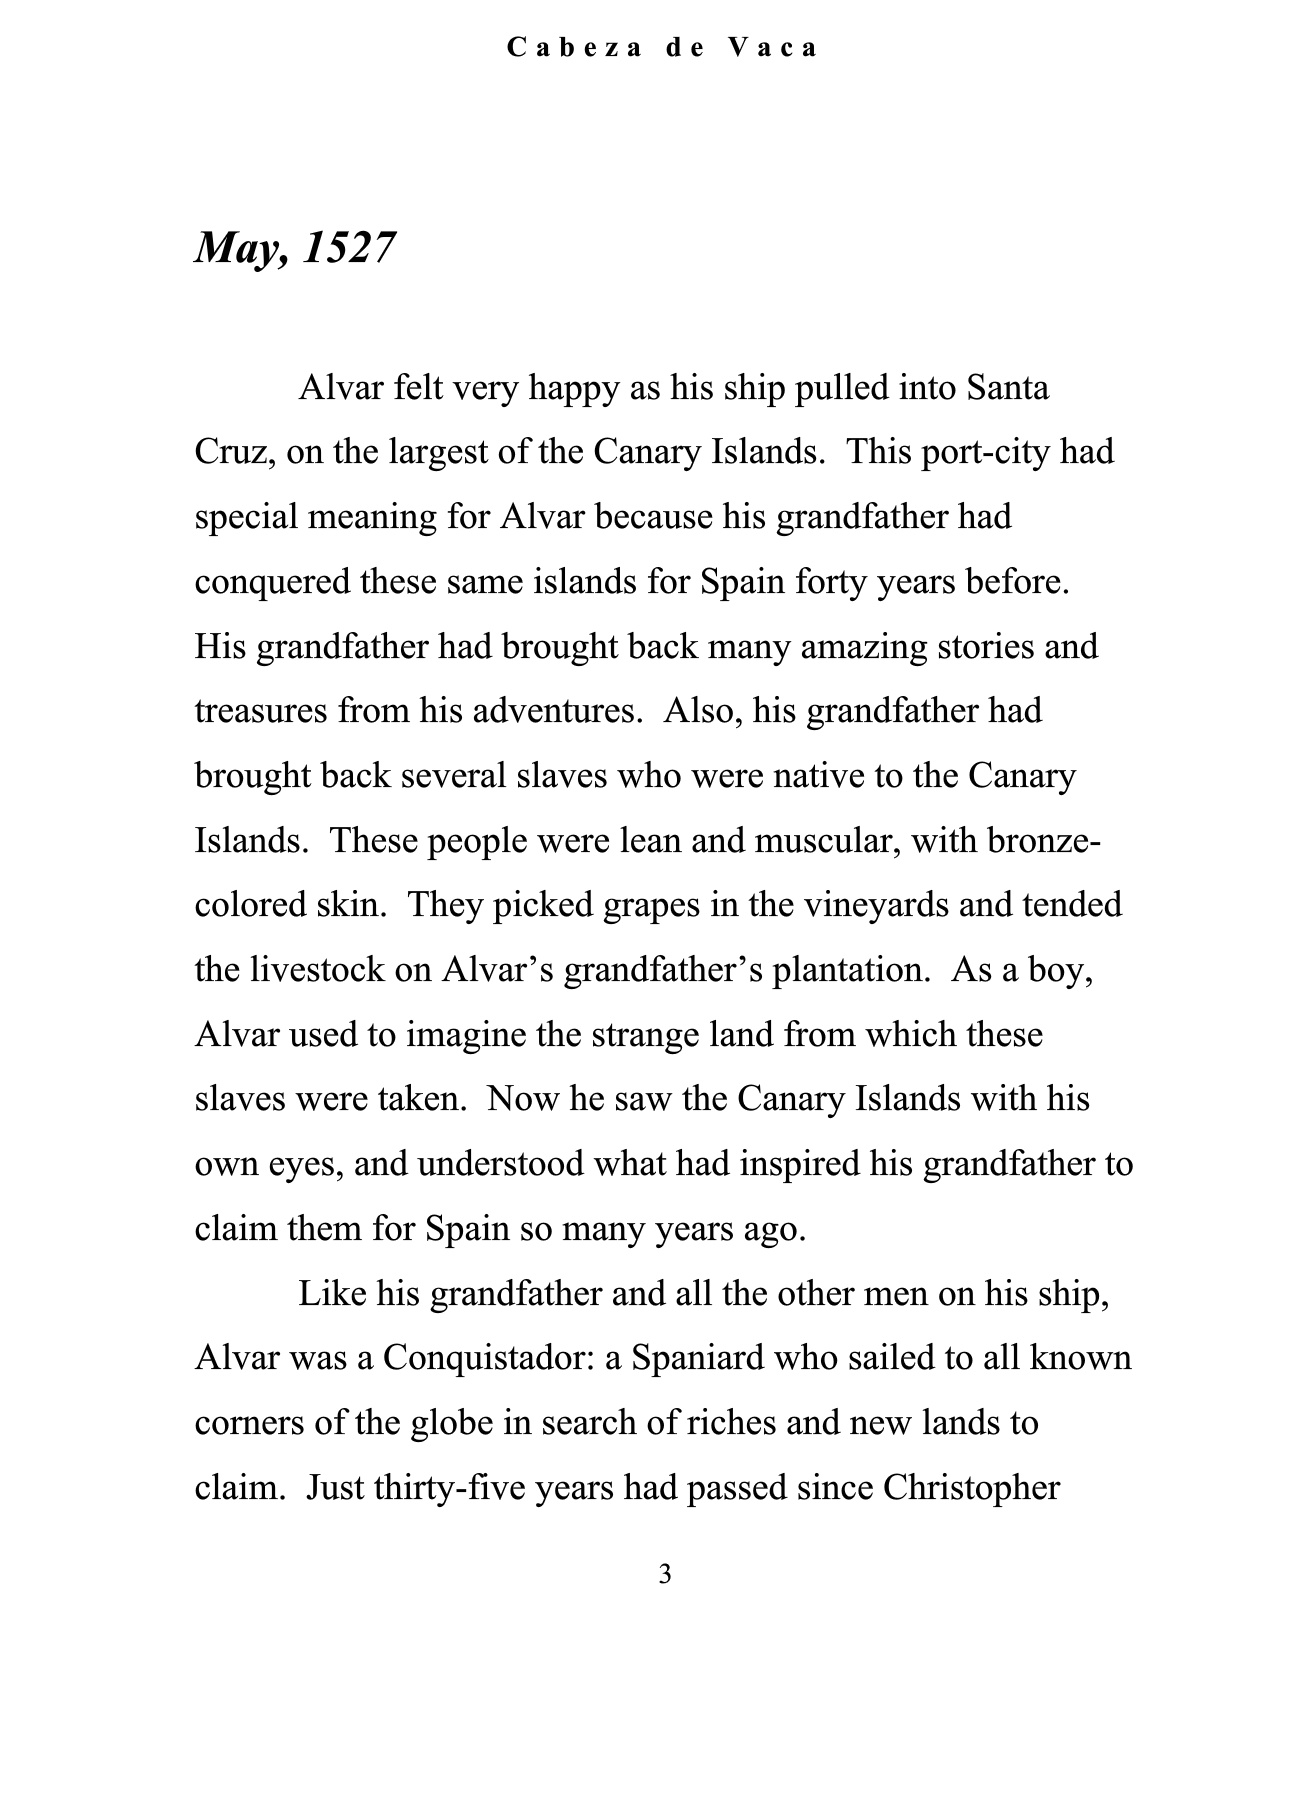 Cabeza de Vaca
May, 1527
Alvar felt very happy as his ship pulled into Santa
Cruz, on the largest of the Canary Islands.  This port-city had
special meaning for Alvar because his grandfather had
conquered these same islands for Spain forty years before.
His grandfather had brought back many amazing stories and
treasures from his adventures.  Also, his grandfather had
brought back several slaves who were native to the Canary
Islands.  These people were lean and muscular, with bronze-
colored skin.  They picked grapes in the vineyards and tended
the livestock on Alvar’s grandfather’s plantation.  As a boy,
Alvar used to imagine the strange land from which these
slaves were taken.  Now he saw the Canary Islands with his
own eyes, and understood what had inspired his grandfather to
claim them for Spain so many years ago.
Like his grandfather and all the other men on his ship,
Alvar was a Conquistador: a Spaniard who sailed to all known
corners of the globe in search of riches and new lands to
claim.  Just thirty-five years had passed since Christopher
3